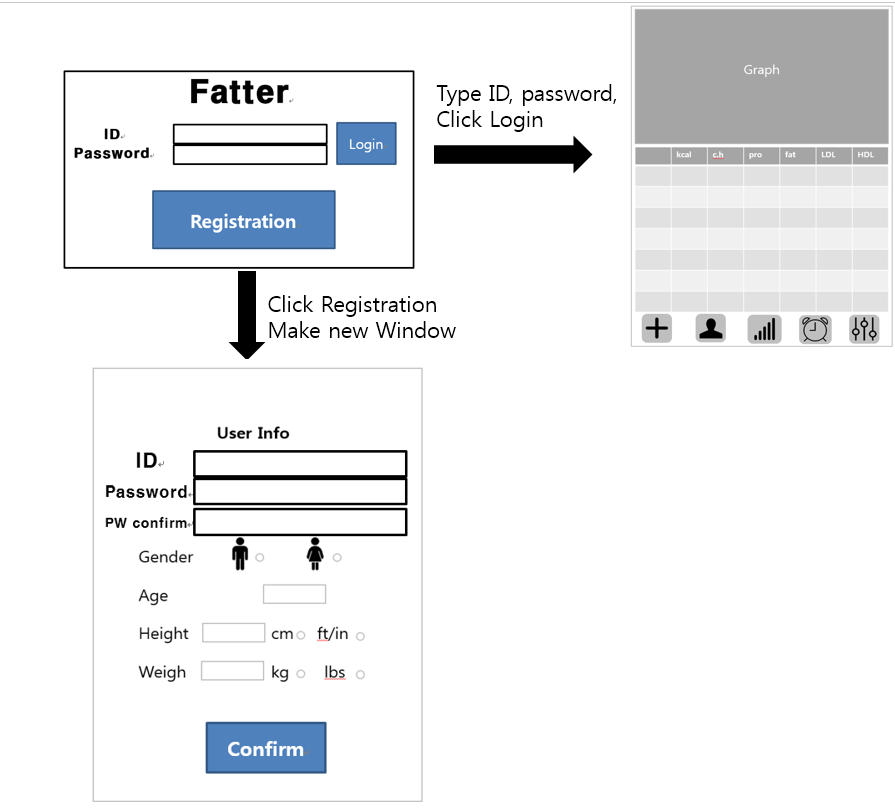 Fatter
ID
Password
Login
Registration
Type ID, password,
Click Login
Graph
kcal c.h pro fat LDL HDL
Click Registration
Make new Window
User Info
ID
Password
PW confirm
Gender
Age
Height cm ft/in
Weigh kg lbs
Confirm